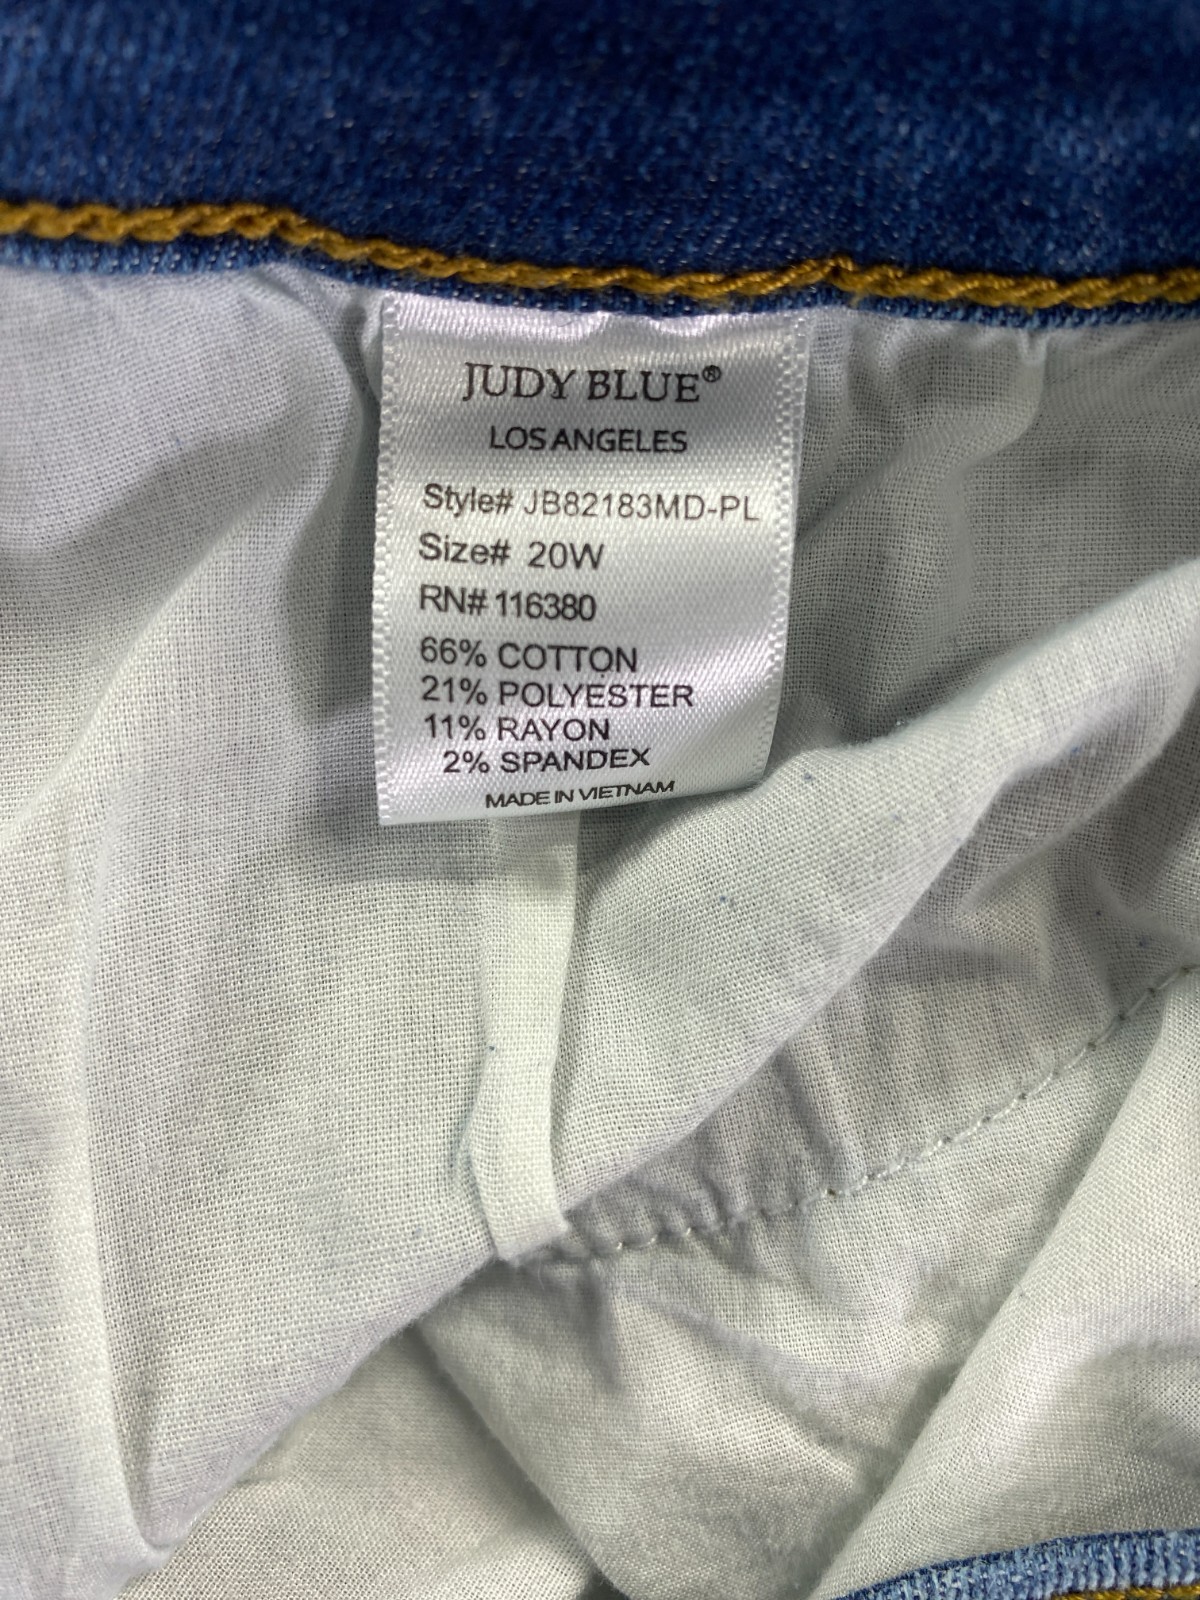 JUDY BLUE®
LOS ANGELES
Style# JB82183MD-PL
Size# 20W
RN# 116380
66% COTTON
21% POLYESTER
11% RAYON
2% SPANDEX
MADE IN VIETNAM